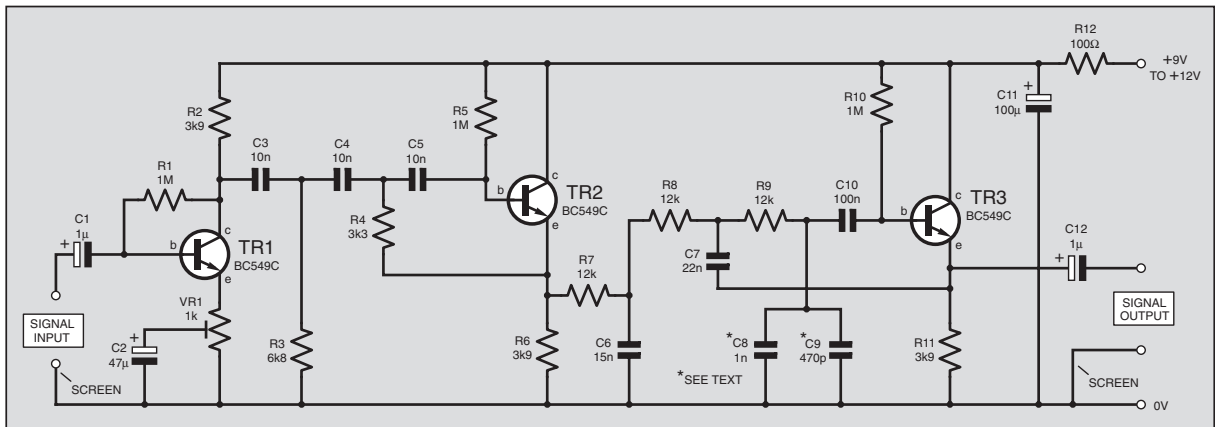 R12
100Ω
+9V
TO +12V
C11
100µ
+
R10
1M
R5
1M
R2
3k9
C3
10n
C4
10n
C5
10n
R1
1M
R4
3k3
b
c
e
TR2
BC549C
R8
12k
R9
12k
C10
100n
b
c
e
TR3
BC549C
C1
1µ
+
b
c
e
TR1
BC549C
C7
22n
C12
1µ
+
R7
12k
VR1
1k
SIGNAL
INPUT
SIGNAL
OUTPUT
C2
47µ
+
R3
6k8
R6
3k9
C6
15n
*C8
1n
*C9
470p
R11
3k9
*SEE TEXT
SCREEN
SCREEN
0V